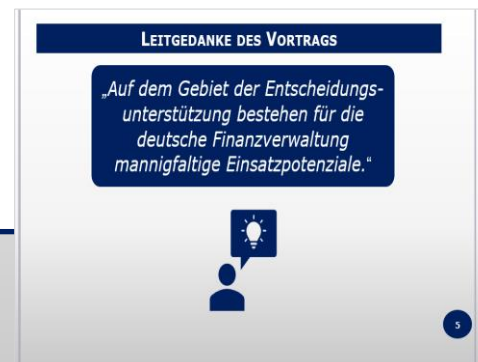 LEITGEDANKE DES VORTRAGS
„Auf dem Gebiet der Entscheidungs-
unterstützung bestehen für die
deutsche Finanzverwaltung
mannigfaltige Einsatzpotenziale.“
5